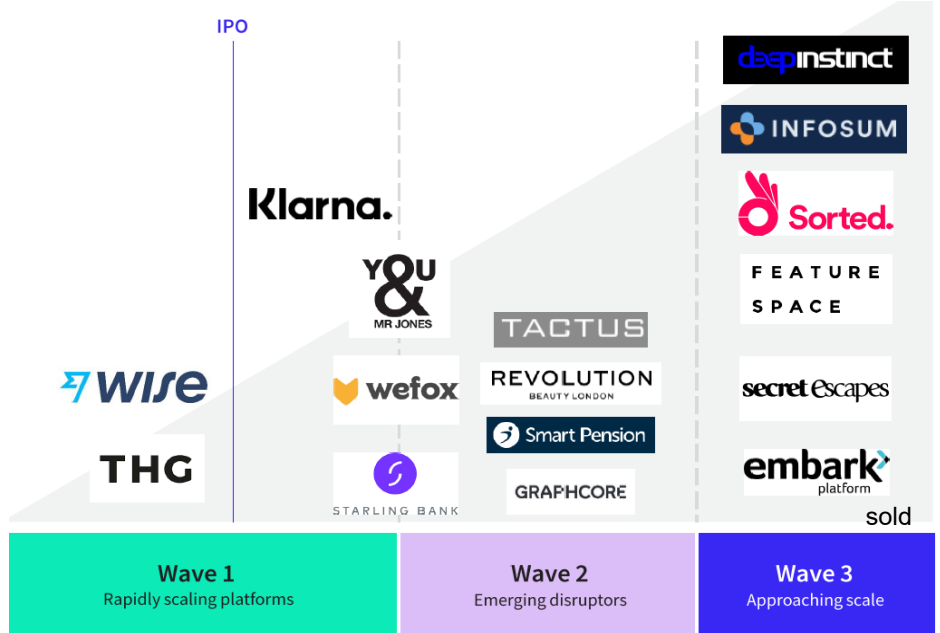 IPO
deepinstinct
INFOSUM
Klarna.
Sorted.
Y&U
MR JONES
FEATURE
SPACE
TACTUS
WISE
wefox
REVOLUTION
BEAUTY LONDON
secret escapes
Smart Pension
THG
embark
platform
STARLING BANK
GRAPHCORE
sold
Wave 1
Rapidly scaling platforms
Wave 2
Emerging disruptors
Wave 3
Approaching scale